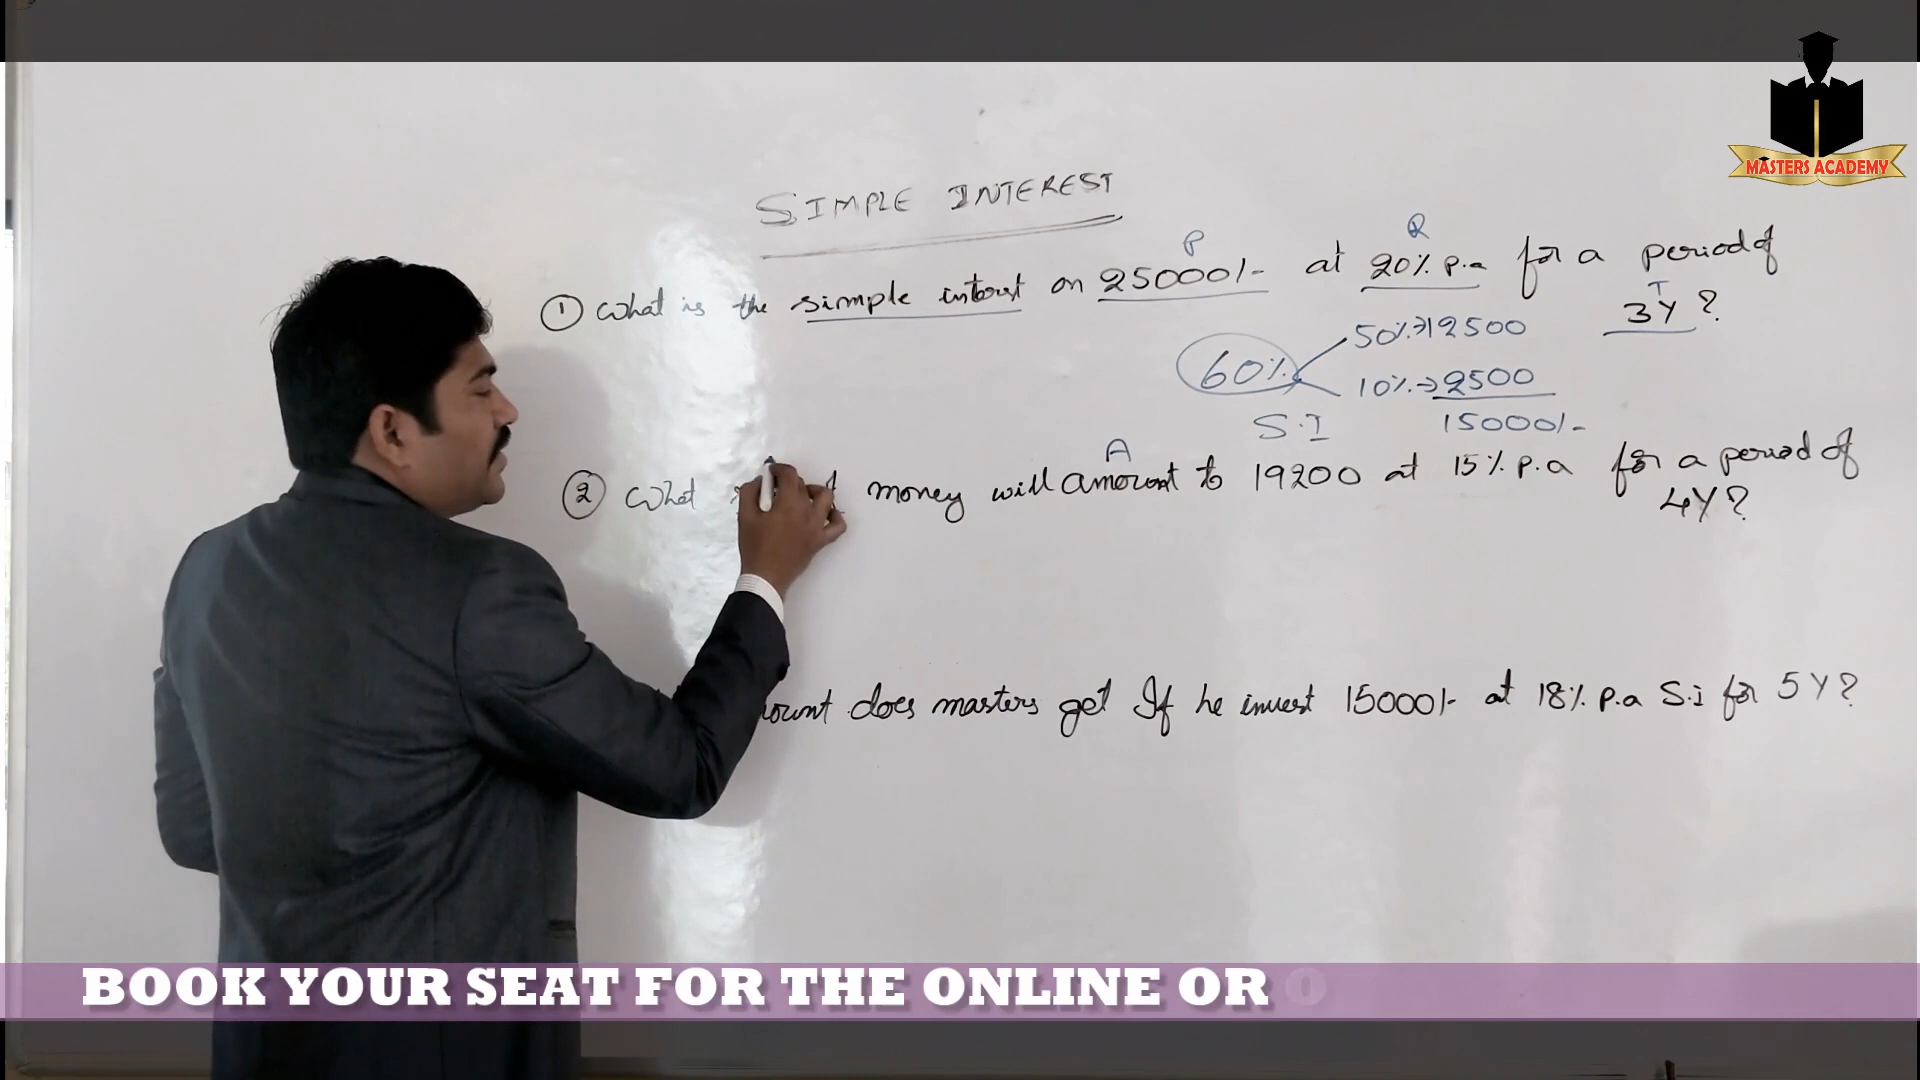 MASTERS ACADEMY
SIMPLE INTEREST
P R
① What is the simple interest on 25000/- at 20% p.a for a period of
T
3Y ?
50%→12500
60%
10%→2500
S.I 15000/-
A
② What money will amount to 19200 at 15% p.a for a period of
4Y?
does masters get If he invest 15000/- at 18% p.a S.i for 5Y?
BOOK YOUR SEAT FOR THE ONLINE OR O